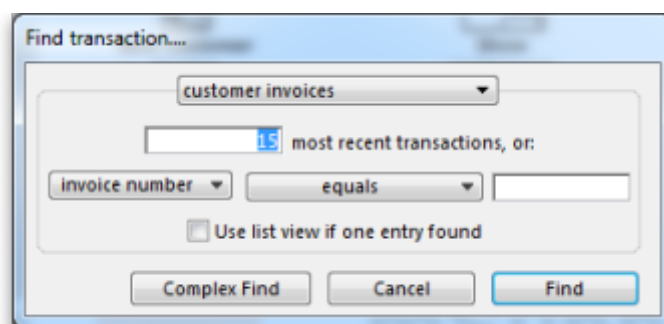 Find transaction....
customer invoices
15 most recent transactions, or:
invoice number equals
Use list view if one entry found
Complex Find Cancel Find